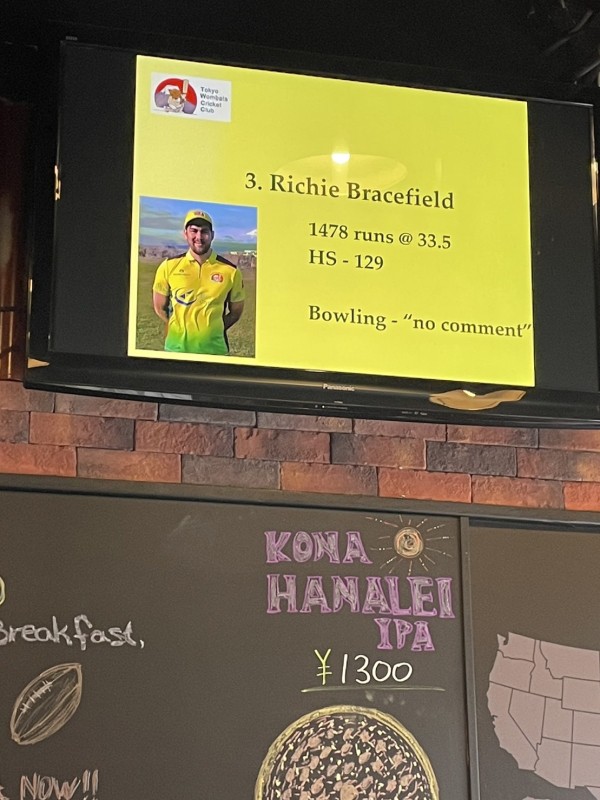 Tokyo
Wombats
Cricket
Club
3. Richie Bracefield
1478 runs @ 33.5
HS - 129
Bowling - “no comment”
Panasonic
KONA
HANALEI
IPA
¥1300
Breakfast,
NOW!!